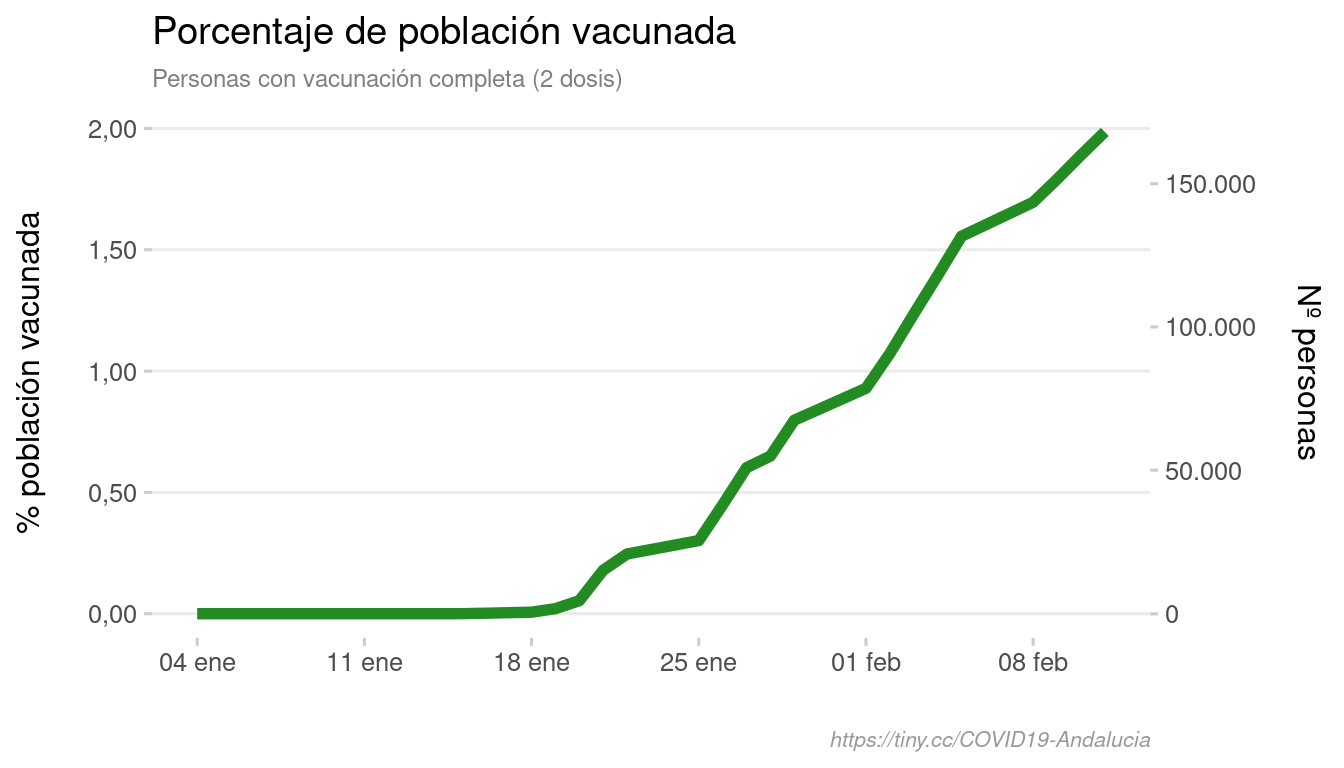 Porcentaje de población vacunada
Personas con vacunación completa (2 dosis)
% población vacunada
2,00
1,50
1,00
0,50
0,00
150.000
100.000
50.000
0
Nº personas
04 ene
11 ene
18 ene
25 ene
01 feb
08 feb
https://tiny.cc/COVID19-Andalucia